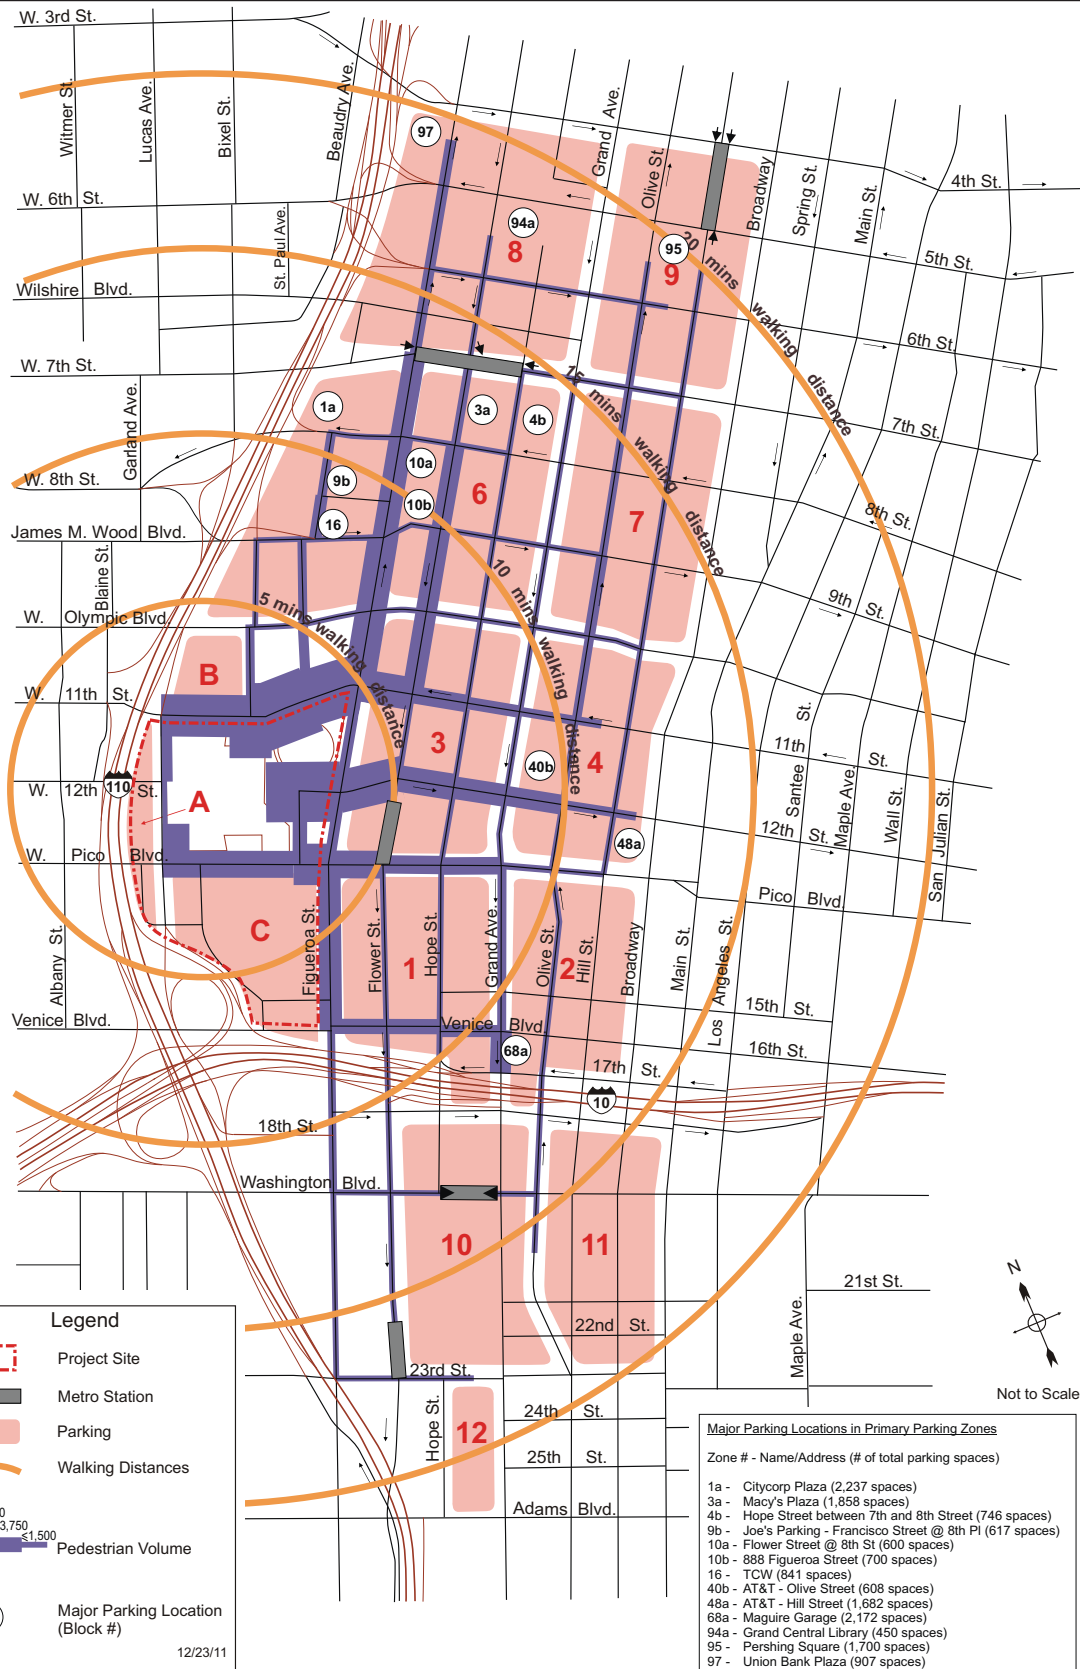 W. 3rd St.
Witmer St.
Lucas Ave.
Bixel St.
Beaudry Ave.
97
Grand Ave.
Olive St.
Broadway
Spring St.
Main St.
4th St.
W. 6th St.
St. Paul Ave.
94a
8
95
9
20 mins walking distance
5th St.
Wilshire Blvd.
6th St.
W. 7th St.
15 mins walking distance
7th St.
Garland Ave.
1a
3a
4b
W. 8th St.
9b
10a
10b
6
7
8th St.
16
James M. Wood Blvd.
Blaine St.
10 mins walking distance
9th St.
W. Olympic Blvd.
5 mins walking distance
B
W. 11th St.
3
40b
4
11th St.
Santee St.
Maple Ave.
Wall St.
San Julian St.
W. 12th St.
110
A
48a
12th St.
W. Pico Blvd.
Pico Blvd.
Albany St.
C
Figueroa St.
Flower St.
1
Hope St.
Grand Ave.
Olive St.
2
Hill St.
Broadway
Main St.
Los Angeles St.
15th St.
Venice Blvd.
Venice Blvd.
68a
16th St.
17th St.
10
18th St.
Washington Blvd.
10
11
21st St.
22nd St.
Maple Ave.
N
Not to Scale
23rd St.
Hope St.
12
24th St.
25th St.
Adams Blvd.
Legend
Project Site
Metro Station
Parking
Walking Distances
0
3,750
≤1,500
Pedestrian Volume
Major Parking Location
(Block #)
12/23/11
Major Parking Locations in Primary Parking Zones
Zone # - Name/Address (# of total parking spaces)
1a - Citycorp Plaza (2,237 spaces)
3a - Macy's Plaza (1,858 spaces)
4b - Hope Street between 7th and 8th Street (746 spaces)
9b - Joe's Parking - Francisco Street @ 8th Pl (617 spaces)
10a - Flower Street @ 8th St (600 spaces)
10b - 888 Figueroa Street (700 spaces)
16 - TCW (841 spaces)
40b - AT&T - Olive Street (608 spaces)
48a - AT&T - Hill Street (1,682 spaces)
68a - Maguire Garage (2,172 spaces)
94a - Grand Central Library (450 spaces)
95 - Pershing Square (1,700 spaces)
97 - Union Bank Plaza (907 spaces)